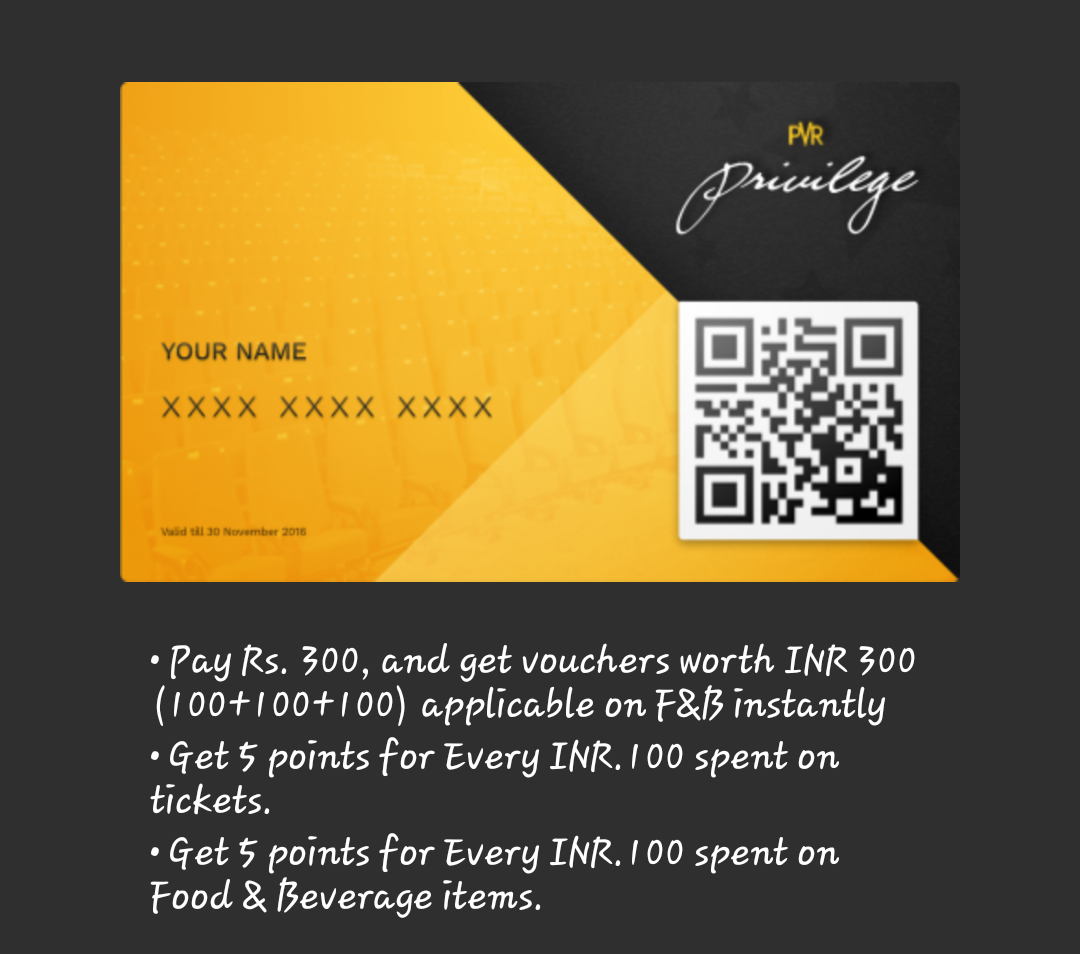 PVR
Privilege
YOUR NAME
XXXX XXXX XXXX
Valid till 30 November 2016
• Pay Rs. 300, and get vouchers worth INR 300
(100+100+100) applicable on F&B instantly
• Get 5 points for Every INR.100 spent on
tickets.
• Get 5 points for Every INR.100 spent on
Food & Beverage items.